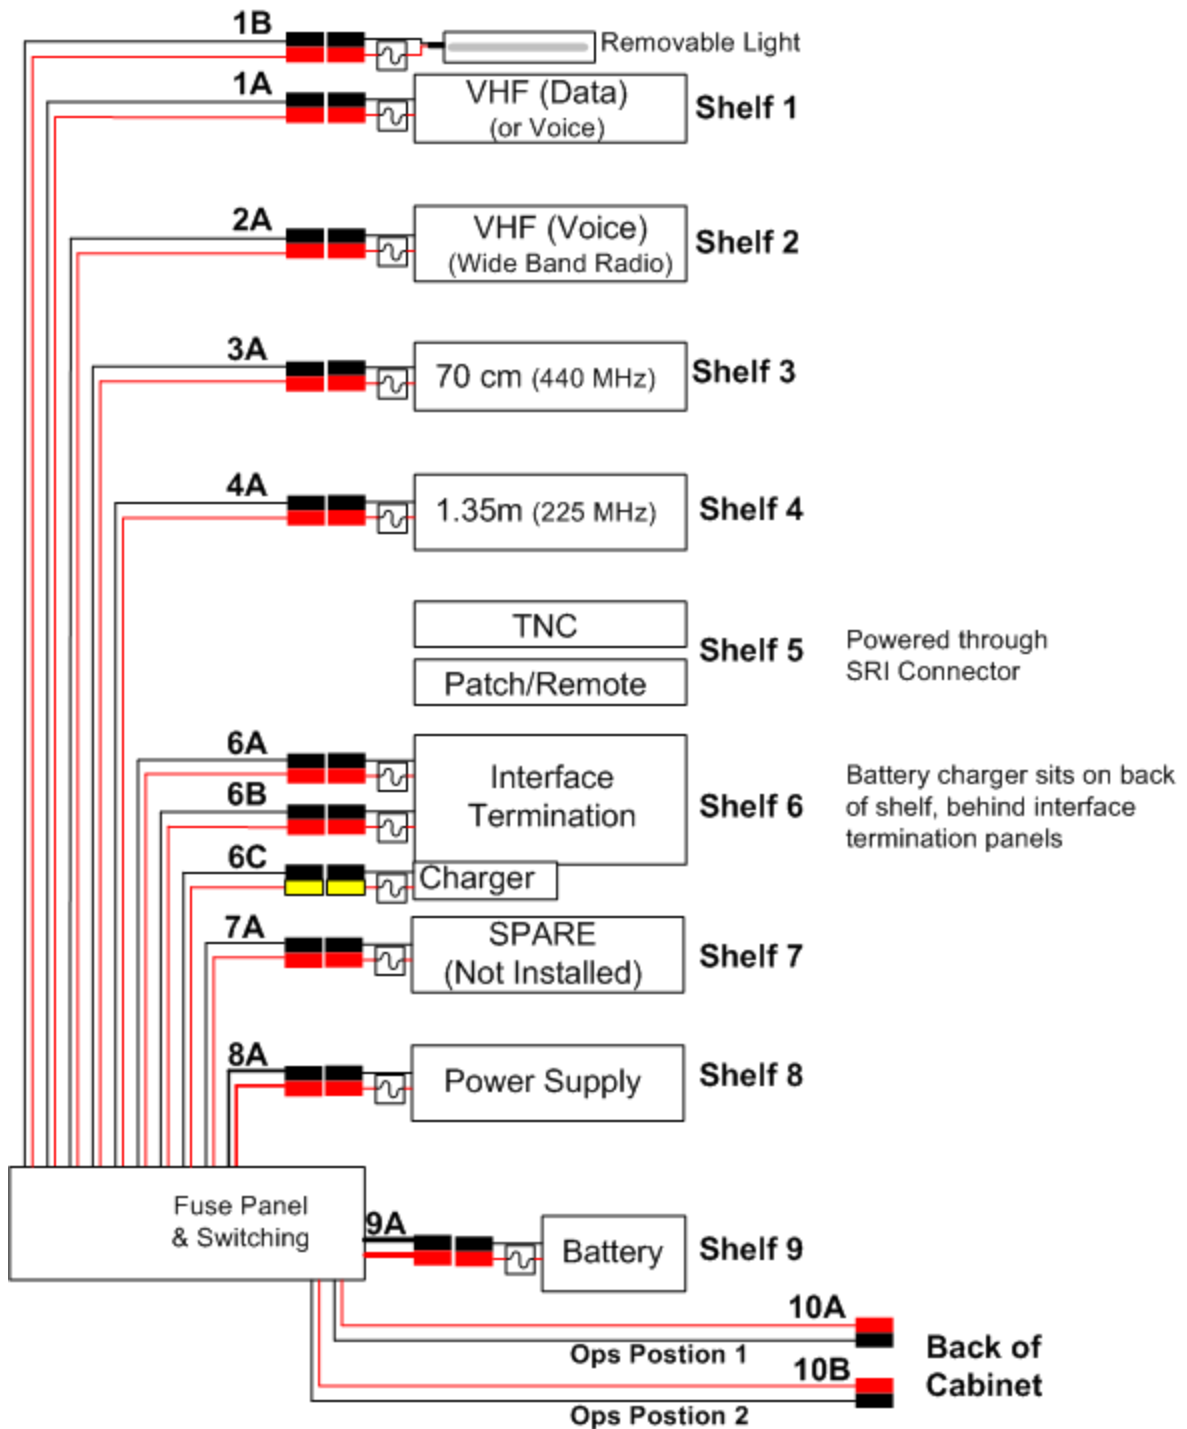 1B
Removable Light
1A
VHF (Data)
(or Voice)
Shelf 1
2A
VHF (Voice)
(Wide Band Radio)
Shelf 2
3A
70 cm (440 MHz)
Shelf 3
4A
1.35m (225 MHz)
Shelf 4
TNC
Patch/Remote
Shelf 5
Powered through
SRI Connector
6A
6B
Interface
Termination
Shelf 6
Battery charger sits on back
of shelf, behind interface
termination panels
6C
Charger
7A
SPARE
(Not Installed)
Shelf 7
8A
Power Supply
Shelf 8
Fuse Panel
& Switching
9A
Battery
Shelf 9
10A
Ops Postion 1
10B
Ops Postion 2
Back of
Cabinet